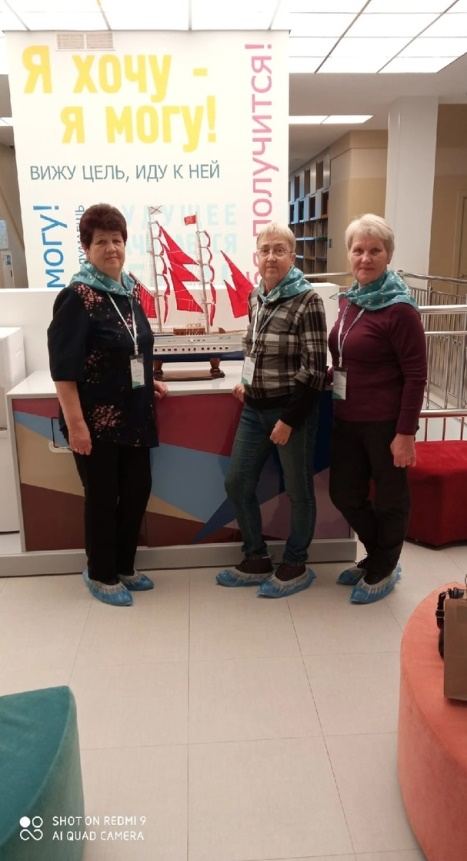 Я ХОЧУ -
Я МОГУ!
ВИЖУ ЦЕЛЬ, ИДУ К НЕЙ
МОГУ!
ПОЛУЧИТСЯ!
SHOT ON REDMI 9
AI QUAD CAMERA